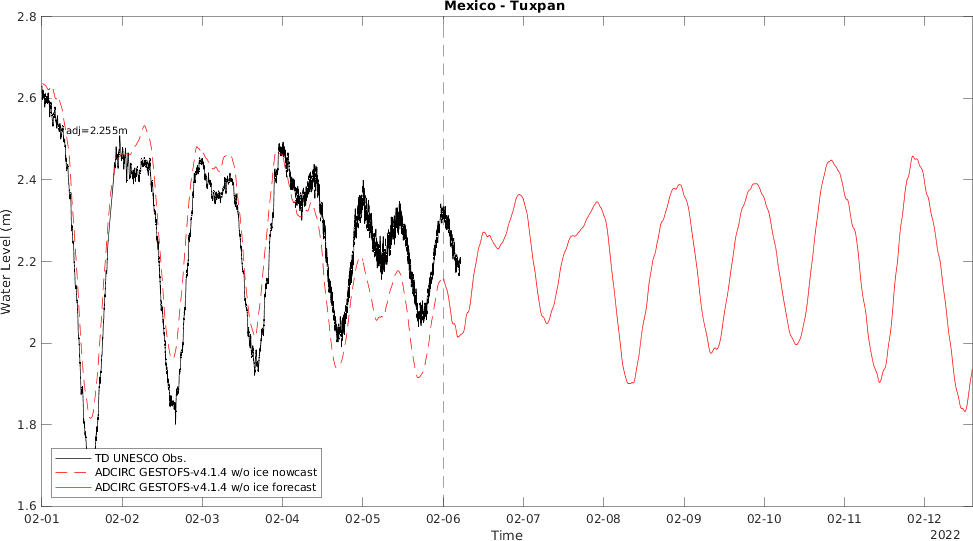 Mexico - Tuxpan
2.8
2.6
2.4
2.2
2
1.8
1.6
Water Level (m)
adj=2.255m
TD UNESCO Obs.
ADCIRC GESTOFS-v4.1.4 w/o ice nowcast
ADCIRC GESTOFS-v4.1.4 w/o ice forecast
02-01 02-02 02-03 02-04 02-05 02-06 02-07 02-08 02-09 02-10 02-11 02-12
Time
2022